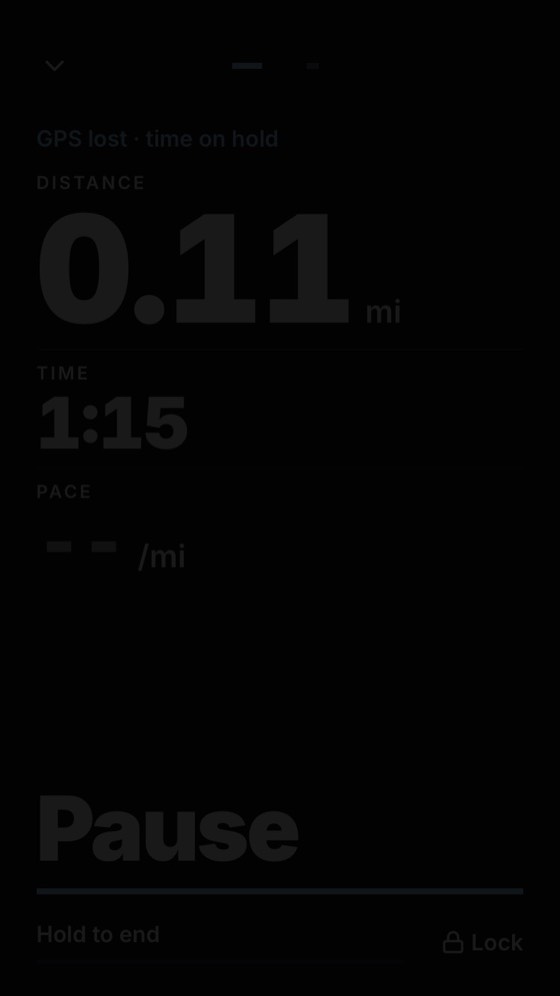 GPS lost · time on hold
DISTANCE
0.11 mi
TIME
1:15
PACE
-- /mi
Pause
Hold to end
Lock